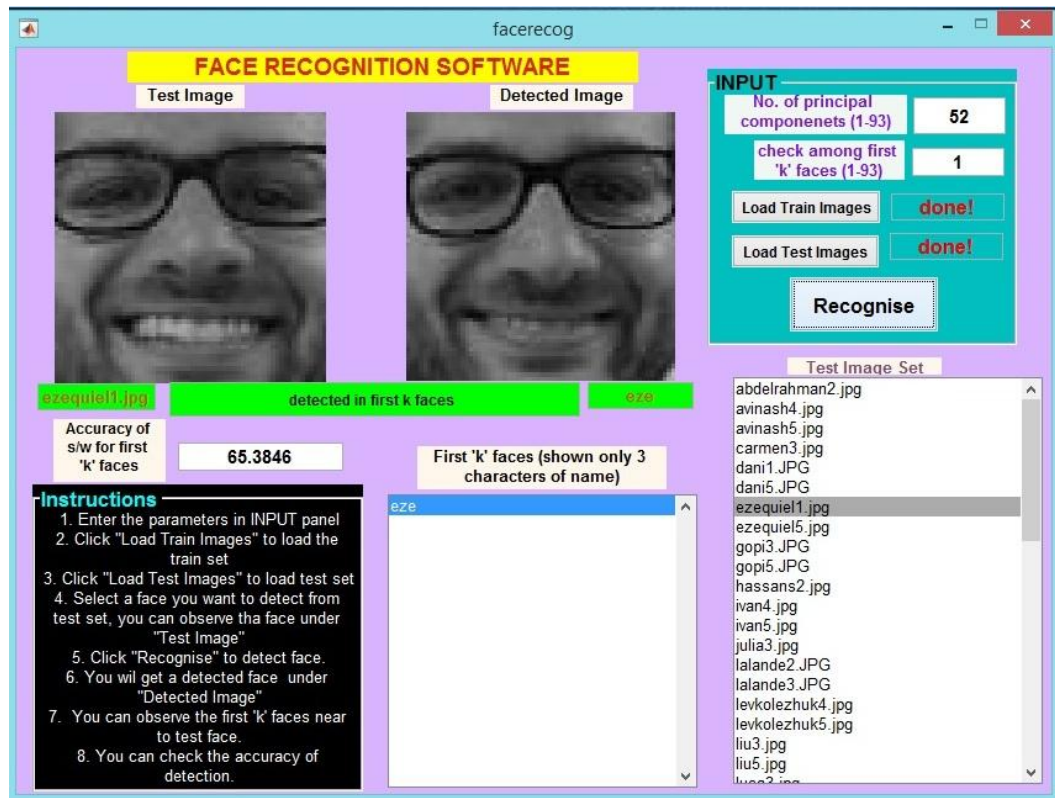 facerecog
FACE RECOGNITION SOFTWARE
Test Image
Detected Image
ezequiel1.jpg
detected in first k faces
eze
Accuracy of
s/w for first
'k' faces
65.3846
First 'k' faces (shown only 3
characters of name)
eze
Instructions
1. Enter the parameters in INPUT panel
2. Click "Load Train Images" to load the
train set
3. Click "Load Test Images" to load test set
4. Select a face you want to detect from
test set, you can observe tha face under
"Test Image"
5. Click "Recognise" to detect face.
6. You wil get a detected face under
"Detected Image"
7. You can observe the first 'k' faces near
to test face.
8. You can check the accuracy of
detection.
INPUT
No. of principal
componenets (1-93)
52
check among first
'k' faces (1-93)
1
Load Train Images
done!
Load Test Images
done!
Recognise
Test Image Set
abdelrahman2.jpg
avinash4.jpg
avinash5.jpg
carmen3.jpg
dani1.JPG
dani5.JPG
ezequiel1.jpg
ezequiel5.jpg
gopi3.JPG
gopi5.JPG
hassans2.jpg
ivan4.jpg
ivan5.jpg
julia3.jpg
lalande2.JPG
lalande3.JPG
levkolezhuk4.jpg
levkolezhuk5.jpg
liu3.jpg
liu5.jpg